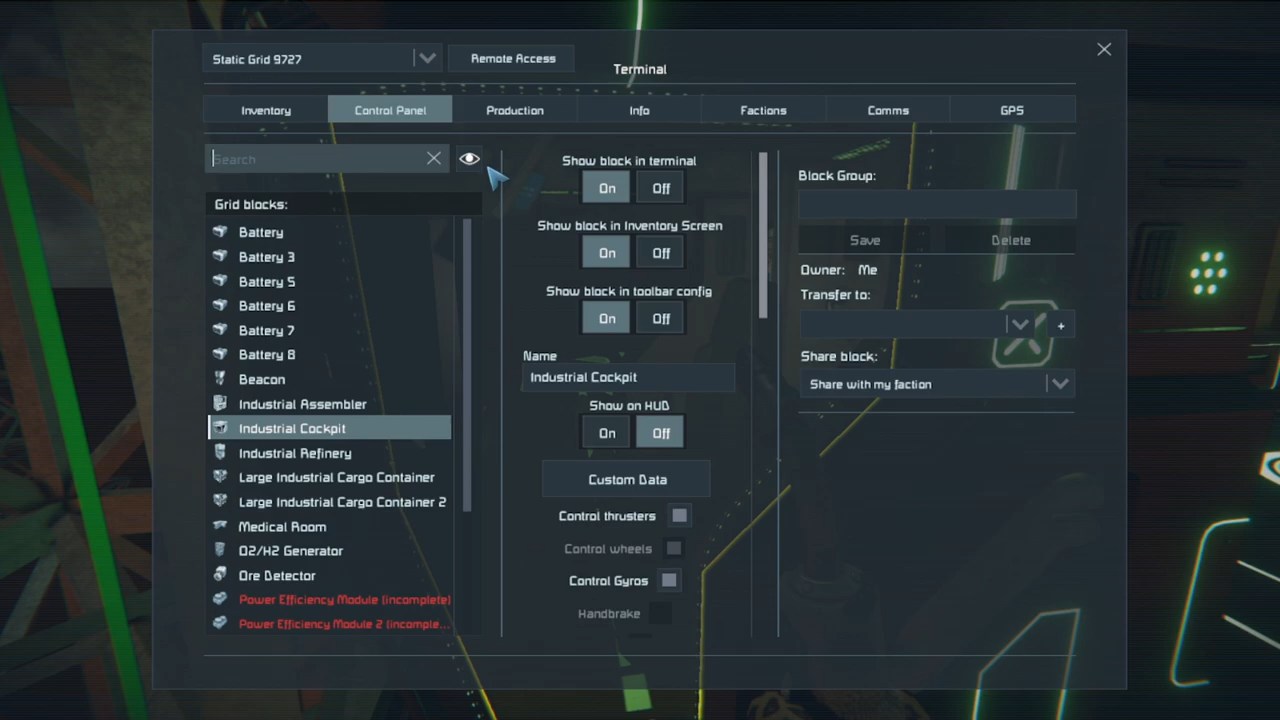 Static Grid 9727
Remote Access
Terminal
Inventory
Control Panel
Production
Info
Factions
Comms
GPS
Search
Grid blocks:
Battery
Battery 3
Battery 5
Battery 6
Battery 7
Battery 8
Beacon
Industrial Assembler
Industrial Cockpit
Industrial Refinery
Large Industrial Cargo Container
Large Industrial Cargo Container 2
Medical Room
O2/H2 Generator
Ore Detector
Power Efficiency Module (incomplete)
Power Efficiency Module 2 (incomple...
Show block in terminal
On Off
Show block in Inventory Screen
On Off
Show block in toolbar config
On Off
Name
Industrial Cockpit
Show on HUD
On Off
Custom Data
Control thrusters
Control wheels
Control Gyros
Handbrake
Block Group:
Save Delete
Owner: Me
Transfer to:
+
Share block:
Share with my faction